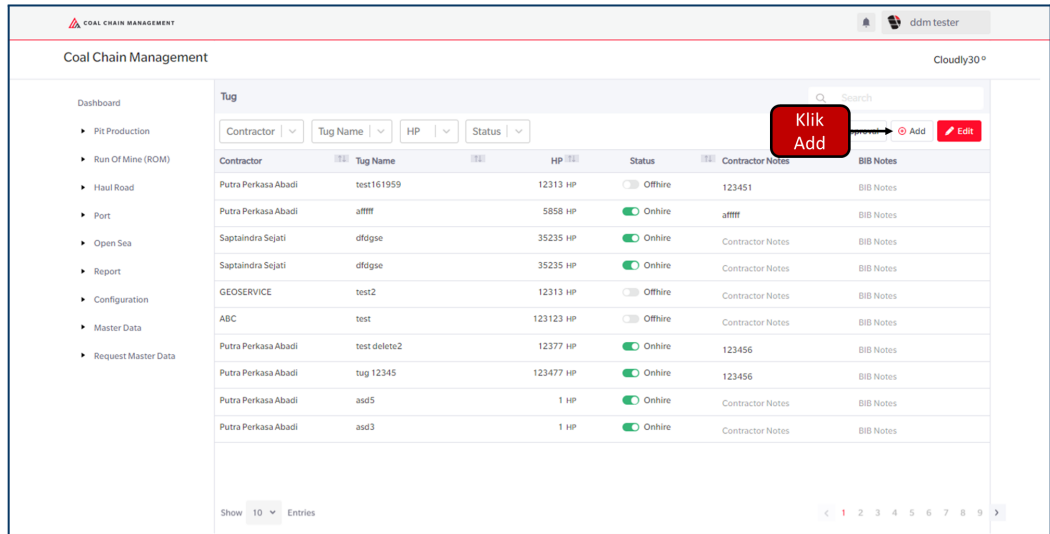 COAL CHAIN MANAGEMENT
ddm tester
Coal Chain Management
Cloudly30 º
Dashboard
Pit Production
Run Of Mine (ROM)
Haul Road
Port
Open Sea
Report
Configuration
Master Data
Request Master Data
Tug
Search
Contractor Tug Name HP Status
Klik
Add
Add Edit
Contractor Tug Name HP Status Contractor Notes BIB Notes
Putra Perkasa Abadi test161959 12313 HP Offhire 123451 BIB Notes
Putra Perkasa Abadi afffff 5858 HP Onhire afffff BIB Notes
Saptaindra Sejati dfdgse 35235 HP Onhire Contractor Notes BIB Notes
Saptaindra Sejati dfdgse 35235 HP Onhire Contractor Notes BIB Notes
GEOSERVICE test2 12313 HP Offhire Contractor Notes BIB Notes
ABC test 123123 HP Offhire Contractor Notes BIB Notes
Putra Perkasa Abadi test delete2 12377 HP Onhire 123456 BIB Notes
Putra Perkasa Abadi tug 12345 123477 HP Onhire 123456 BIB Notes
Putra Perkasa Abadi asd5 1 HP Onhire Contractor Notes BIB Notes
Putra Perkasa Abadi asd3 1 HP Onhire Contractor Notes BIB Notes
Show 10 Entries
1 2 3 4 5 6 7 8 9